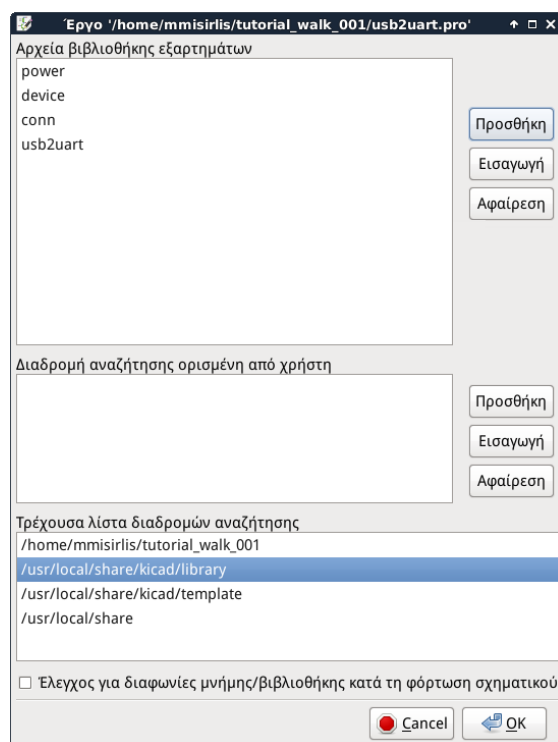 Έργο '/home/mmisirlis/tutorial_walk_001/usb2uart.pro'
Αρχεία βιβλιοθήκης εξαρτημάτων
power
device
conn
usb2uart
Προσθήκη
Εισαγωγή
Αφαίρεση
Διαδρομή αναζήτησης ορισμένη από χρήστη
Προσθήκη
Εισαγωγή
Αφαίρεση
Τρέχουσα λίστα διαδρομών αναζήτησης
/home/mmisirlis/tutorial_walk_001
/usr/local/share/kicad/library
/usr/local/share/kicad/template
/usr/local/share
Έλεγχος για διαφωνίες μνήμης/βιβλιοθήκης κατά τη φόρτωση σχηματικού
Cancel
OK